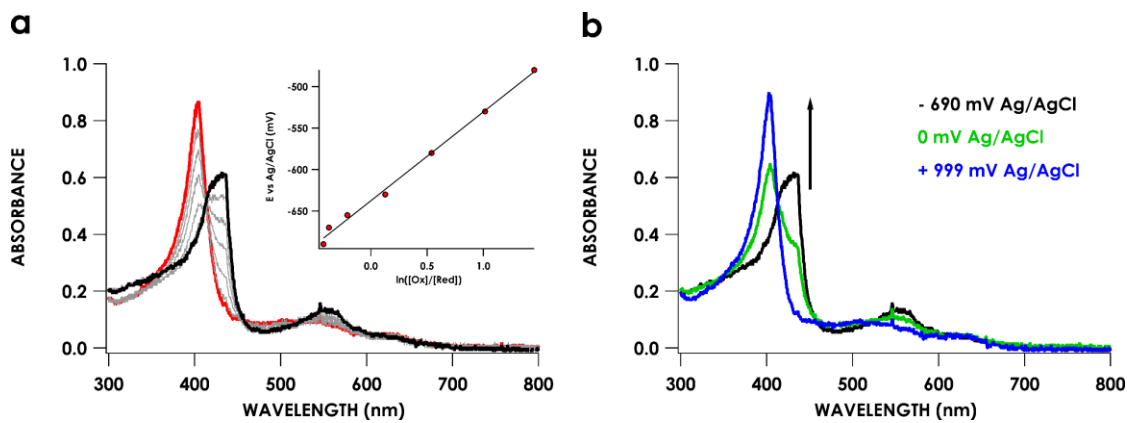 a
ABSORBANCE
1.0
0.8
0.6
0.4
0.2
0.0
300 400 500 600 700 800
WAVELENGTH (nm)
E vs Ag/AgCl (mV)
-500
-550
-600
-650
0.0 0.5 1.0
ln([Ox]/[Red])
b
ABSORBANCE
1.0
0.8
0.6
0.4
0.2
0.0
300 400 500 600 700 800
WAVELENGTH (nm)
- 690 mV Ag/AgCl
0 mV Ag/AgCl
+ 999 mV Ag/AgCl